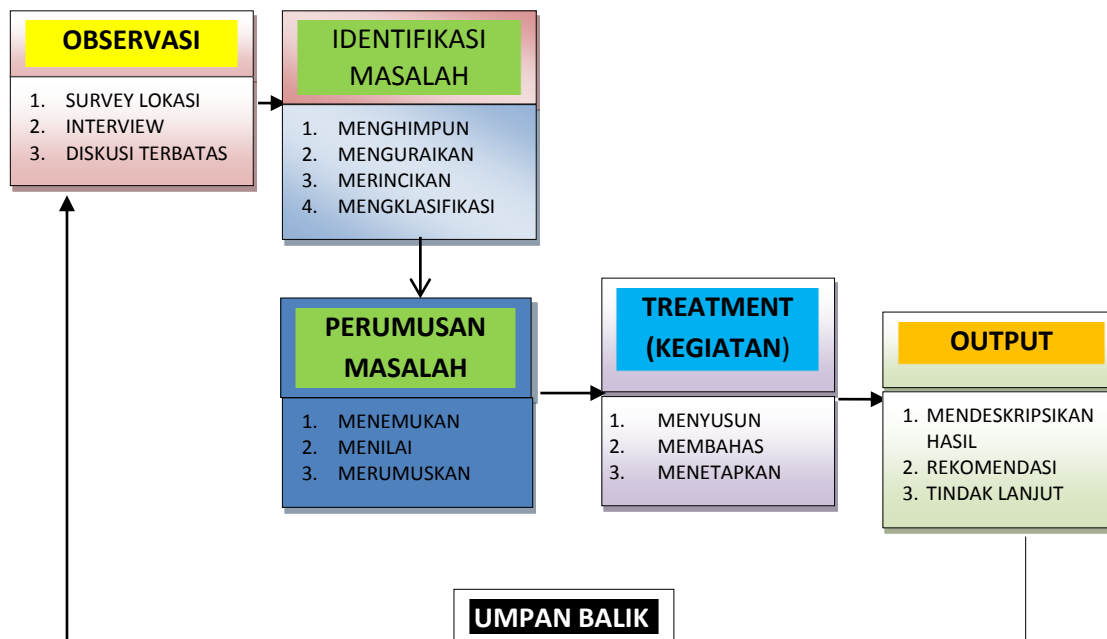 OBSERVASI
1. SURVEY LOKASI
2. INTERVIEW
3. DISKUSI TERBATAS
IDENTIFIKASI
MASALAH
1. MENGHIMPUN
2. MENGURAIKAN
3. MERINCIKAN
4. MENGKLASIFIKASI
PERUMUSAN
MASALAH
1. MENEMUKAN
2. MENILAI
3. MERUMUSKAN
TREATMENT
(KEGIATAN)
1. MENYUSUN
2. MEMBAHAS
3. MENETAPKAN
OUTPUT
1. MENDESKRIPSIKAN
HASIL
2. REKOMENDASI
3. TINDAK LANJUT
UMPAN BALIK